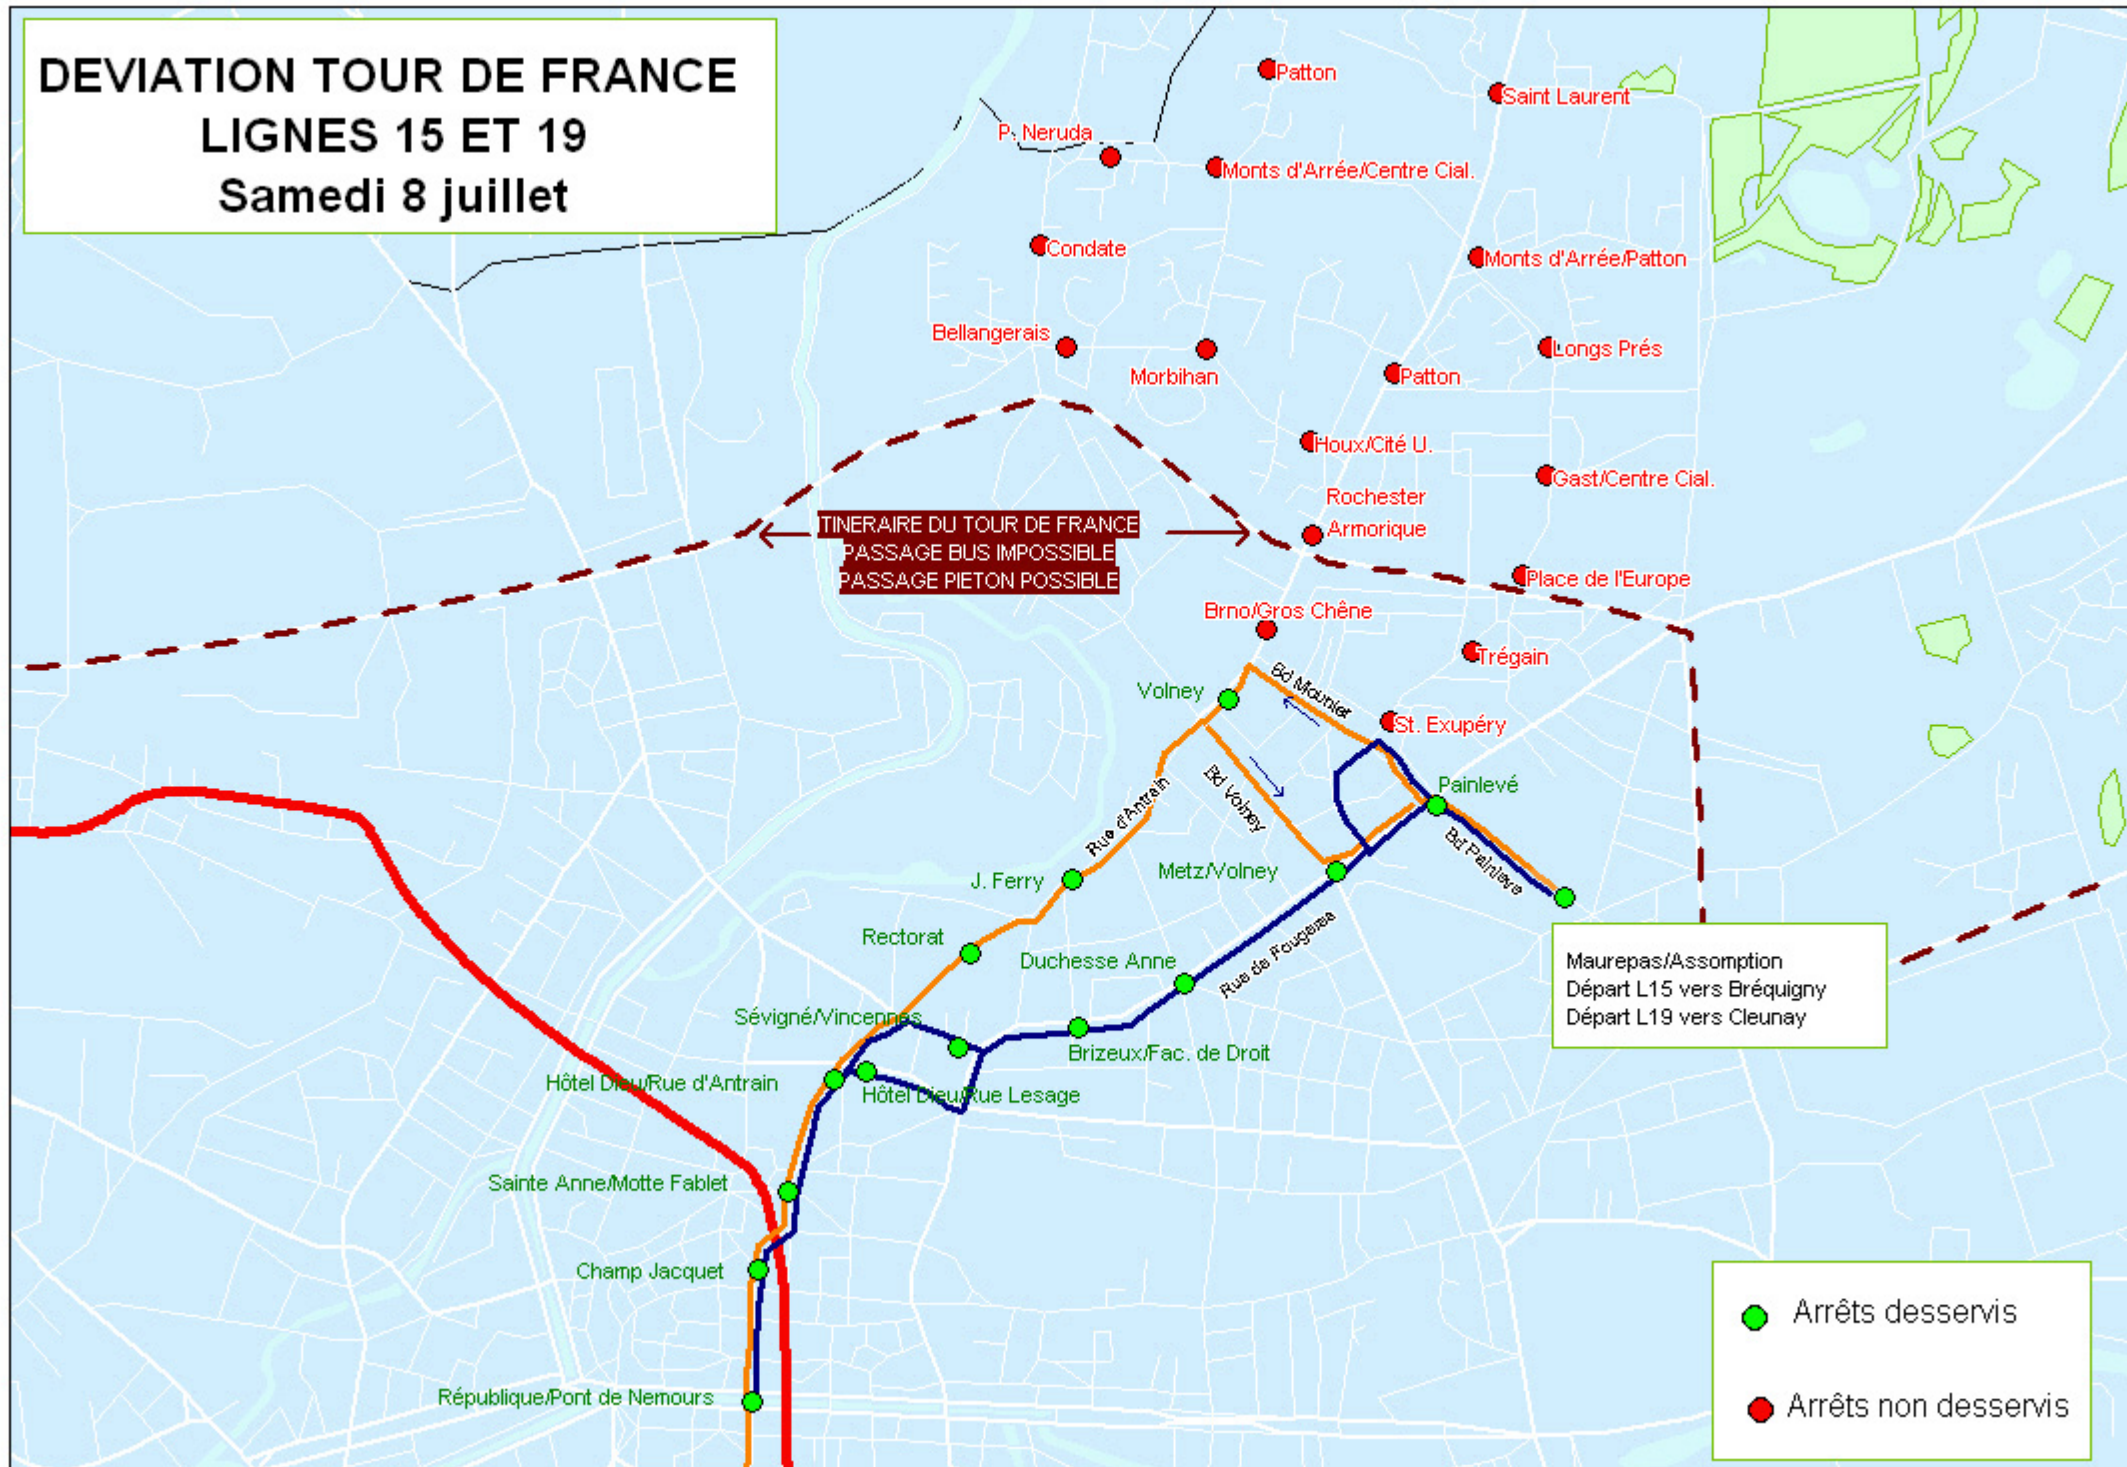 DEVIATION TOUR DE FRANCE
LIGNES 15 ET 19
Samedi 8 juillet
Patton
Saint Laurent
P. Neruda
Monts d'Arrée/Centre Cial.
Condate
Monts d'Arrée/Patton
Bellangerais
Morbihan
Longs Prés
Patton
Houx/Cité U.
Gast/Centre Cial.
Rochester
Armorique
ITINERAIRE DU TOUR DE FRANCE
PASSAGE BUS IMPOSSIBLE
PASSAGE PIETON POSSIBLE
Place de l'Europe
Brno/Gros Chêne
Trégain
Volney
Bd Mounier
St. Exupéry
Painlevé
Bd Volney
Rue d'Antrain
Bd Painleve
J. Ferry
Metz/Volney
Rectorat
Duchesse Anne
Rue de Fougeres
Maurepas/Assomption
Départ L15 vers Bréquigny
Départ L19 vers Cleunay
Sévigné/Vincennes
Brizeux/Fac. de Droit
Hôtel Dieu/Rue d'Antrain
Hôtel Dieu/Rue Lesage
Sainte Anne/Motte Fablet
Champ Jacquet
République/Pont de Nemours
Arrêts desservis
Arrêts non desservis